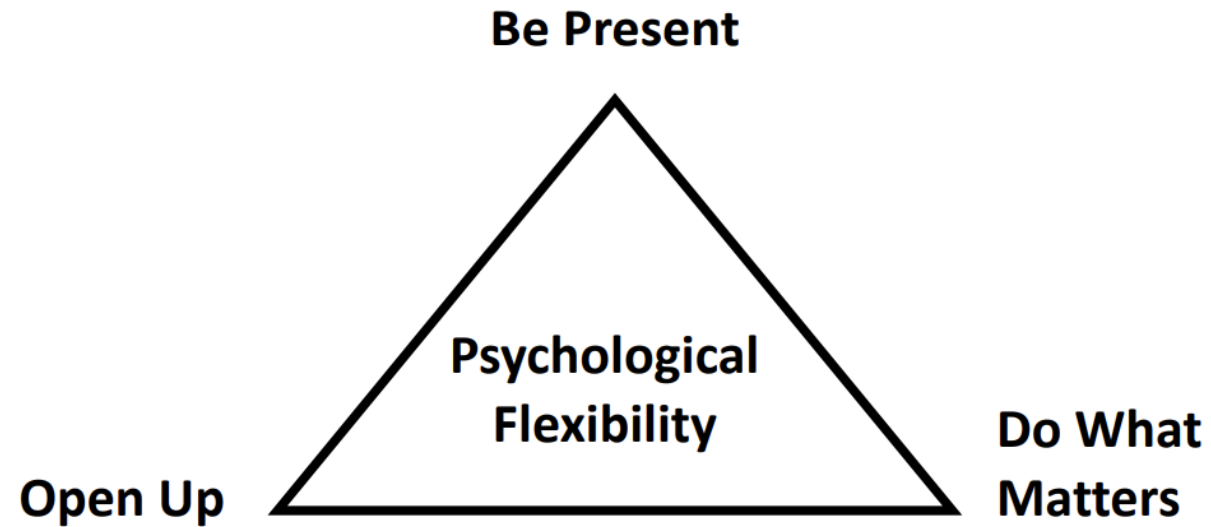 Be Present
Psychological
Flexibility
Open Up
Do What
Matters